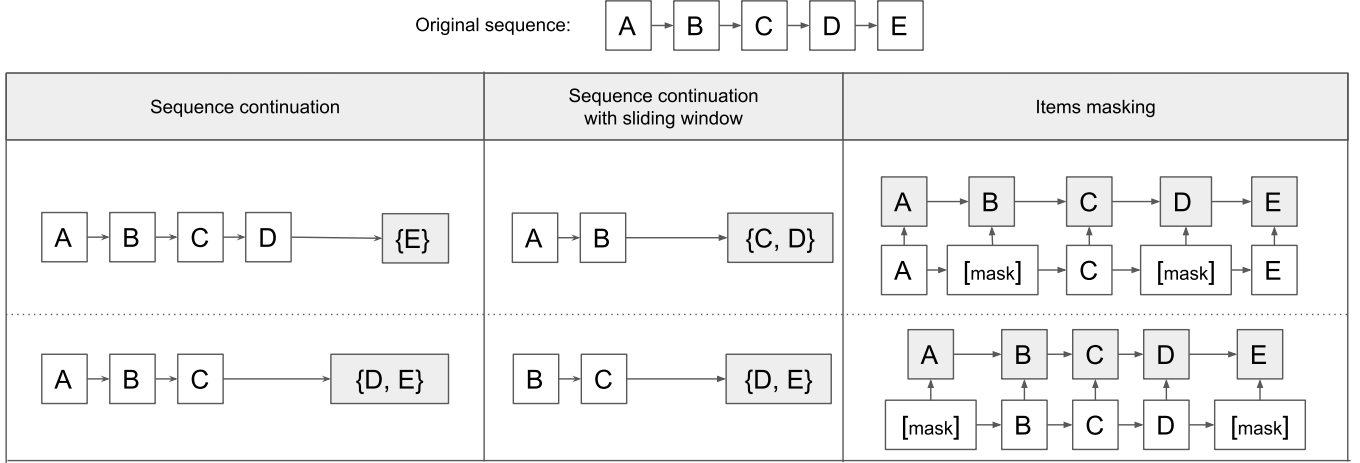 Original sequence: A B C D E
Sequence continuation
Sequence continuation
with sliding window
Items masking
A B C D {E}
A B {C, D}
A B C D E
A [mask] C [mask] E
A B C {D, E}
B C {D, E}
A B C D E
[mask] B C D [mask]